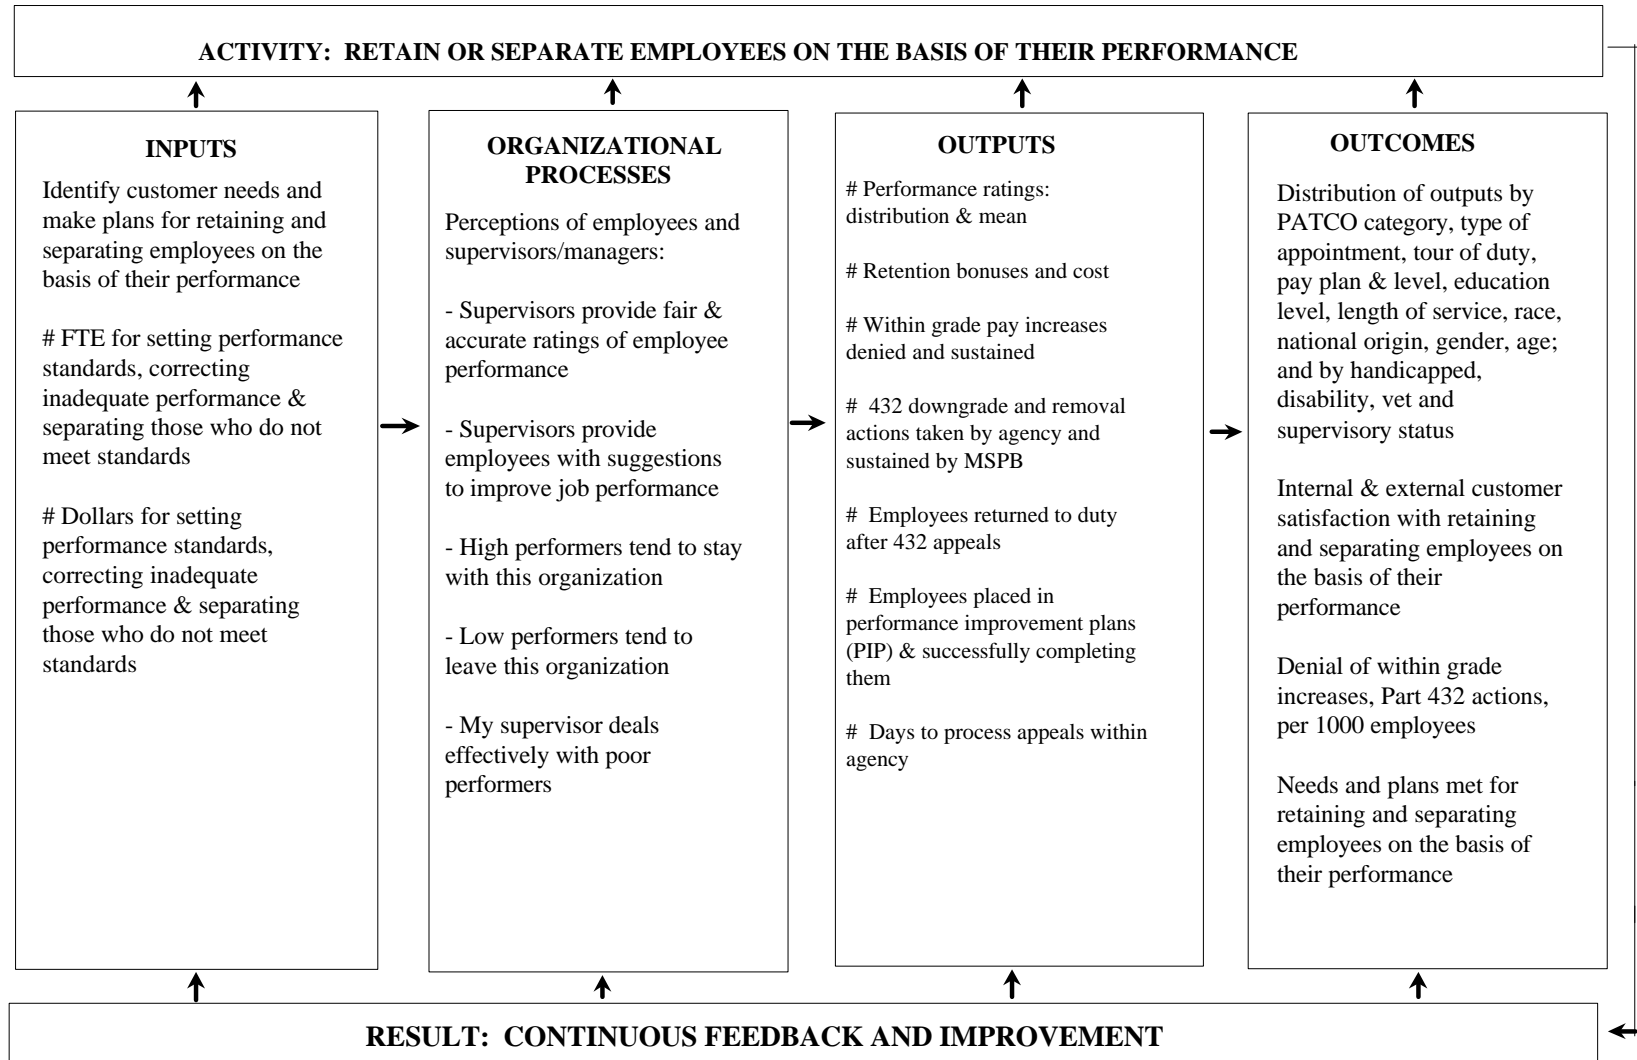 ACTIVITY: RETAIN OR SEPARATE EMPLOYEES ON THE BASIS OF THEIR PERFORMANCE
INPUTS
Identify customer needs and
make plans for retaining and
separating employees on the
basis of their performance
# FTE for setting performance
standards, correcting
inadequate performance &
separating those who do not
meet standards
# Dollars for setting
performance standards,
correcting inadequate
performance & separating
those who do not meet
standards
ORGANIZATIONAL
PROCESSES
Perceptions of employees and
supervisors/managers:
- Supervisors provide fair &
accurate ratings of employee
performance
- Supervisors provide
employees with suggestions
to improve job performance
- High performers tend to stay
with this organization
- Low performers tend to
leave this organization
- My supervisor deals
effectively with poor
performers
OUTPUTS
# Performance ratings:
distribution & mean
# Retention bonuses and cost
# Within grade pay increases
denied and sustained
# 432 downgrade and removal
actions taken by agency and
sustained by MSPB
# Employees returned to duty
after 432 appeals
# Employees placed in
performance improvement plans
(PIP) & successfully completing
them
# Days to process appeals within
agency
OUTCOMES
Distribution of outputs by
PATCO category, type of
appointment, tour of duty,
pay plan & level, education
level, length of service, race,
national origin, gender, age;
and by handicapped,
disability, vet and
supervisory status
Internal & external customer
satisfaction with retaining
and separating employees on
the basis of their
performance
Denial of within grade
increases, Part 432 actions,
per 1000 employees
Needs and plans met for
retaining and separating
employees on the basis of
their performance
RESULT: CONTINUOUS FEEDBACK AND IMPROVEMENT